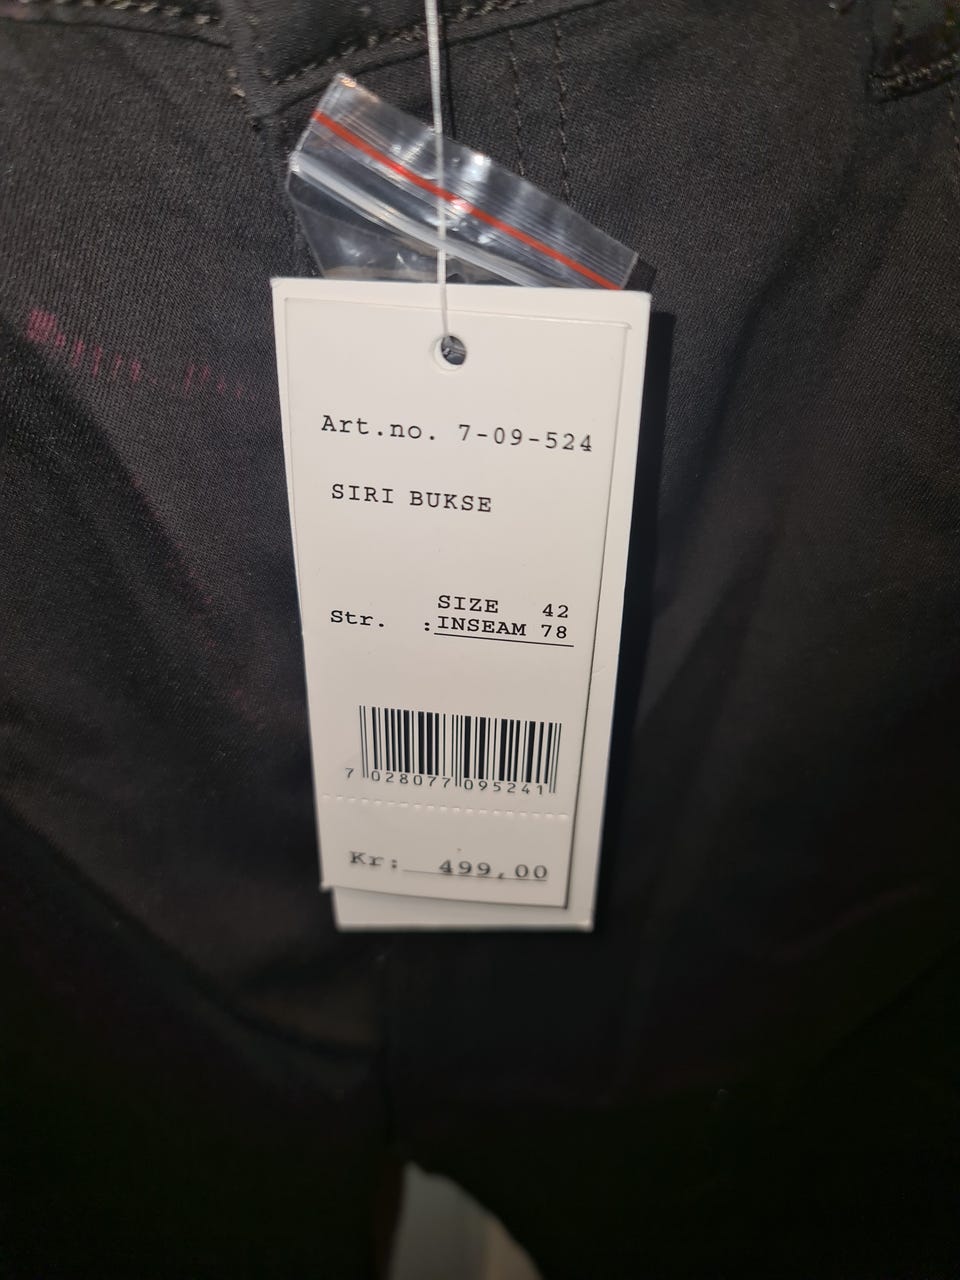 Art.no. 7-09-524
SIRI BUKSE
SIZE 42
Str. :INSEAM 78
7 028077 095241
Kr: 499,00